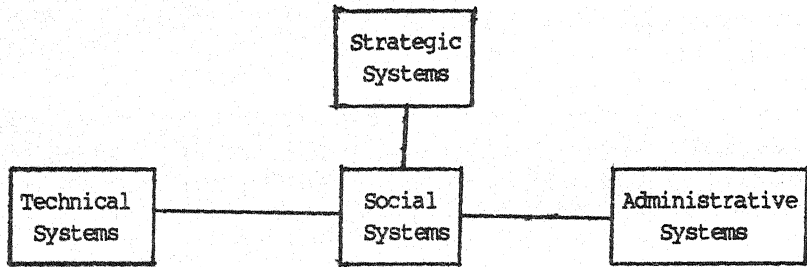 Strategic
Systems
Technical
Systems
Social
Systems
Administrative
Systems